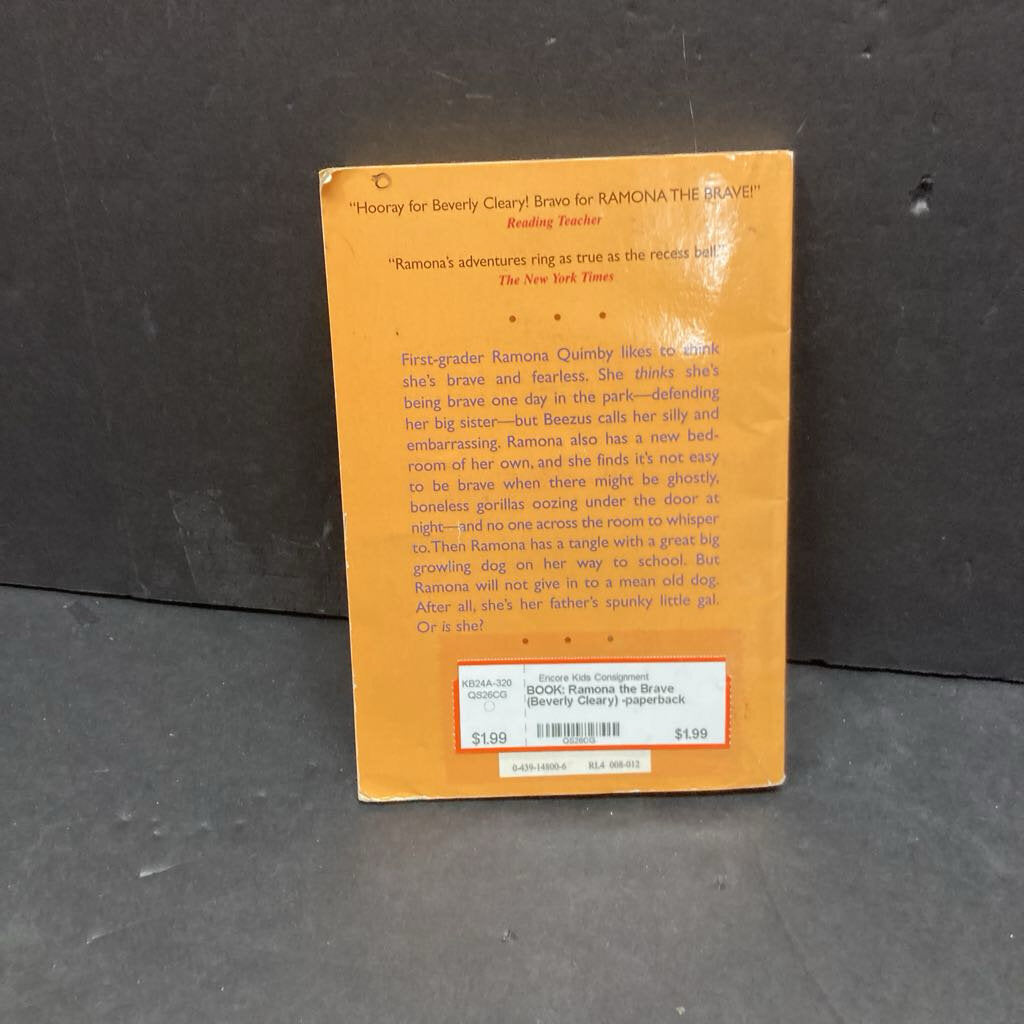 “Hooray for Beverly Cleary! Bravo for RAMONA THE BRAVE!”
Reading Teacher
“Ramona’s adventures ring as true as the recess bell.”
The New York Times
First-grader Ramona Quimby likes to think
she’s brave and fearless. She thinks she’s
being brave one day in the park—defending
her big sister—but Beezus calls her silly and
embarrassing. Ramona also has a new bed-
room of her own, and she finds it’s not easy
to be brave when there might be ghostly,
boneless gorillas oozing under the door at
night—and no one across the room to whisper
to. Then Ramona has a tangle with a great big
growling dog on her way to school. But
Ramona will not give in to a mean old dog.
After all, she’s her father’s spunky little gal.
Or is she?
KB24A-320
QS26CG
$1.99
Encore Kids Consignment
BOOK: Ramona the Brave
(Beverly Cleary) -paperback
QS26CG
$1.99
0-439-14800-6 RL4 008-012